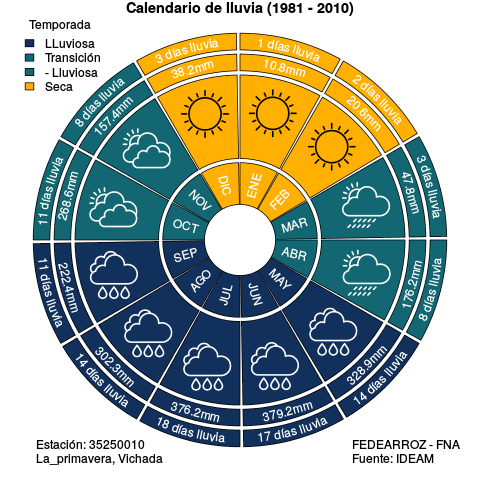 Calendario de lluvia (1981 - 2010)
Temporada
LLuviosa
Transición
- Lluviosa
Seca
1 días lluvia
10.8mm
ENE
2 días lluvia
20.6mm
FEB
3 días lluvia
47.8mm
MAR
8 días lluvia
176.2mm
ABR
14 días lluvia
328.9mm
MAY
17 días lluvia
379.2mm
JUN
18 días lluvia
376.2mm
JUL
14 días lluvia
302.3mm
AGO
11 días lluvia
222.4mm
SEP
11 días lluvia
268.6mm
OCT
8 días lluvia
157.4mm
NOV
3 días lluvia
38.2mm
DIC
Estación: 35250010
La_primavera, Vichada
FEDEARROZ - FNA
Fuente: IDEAM